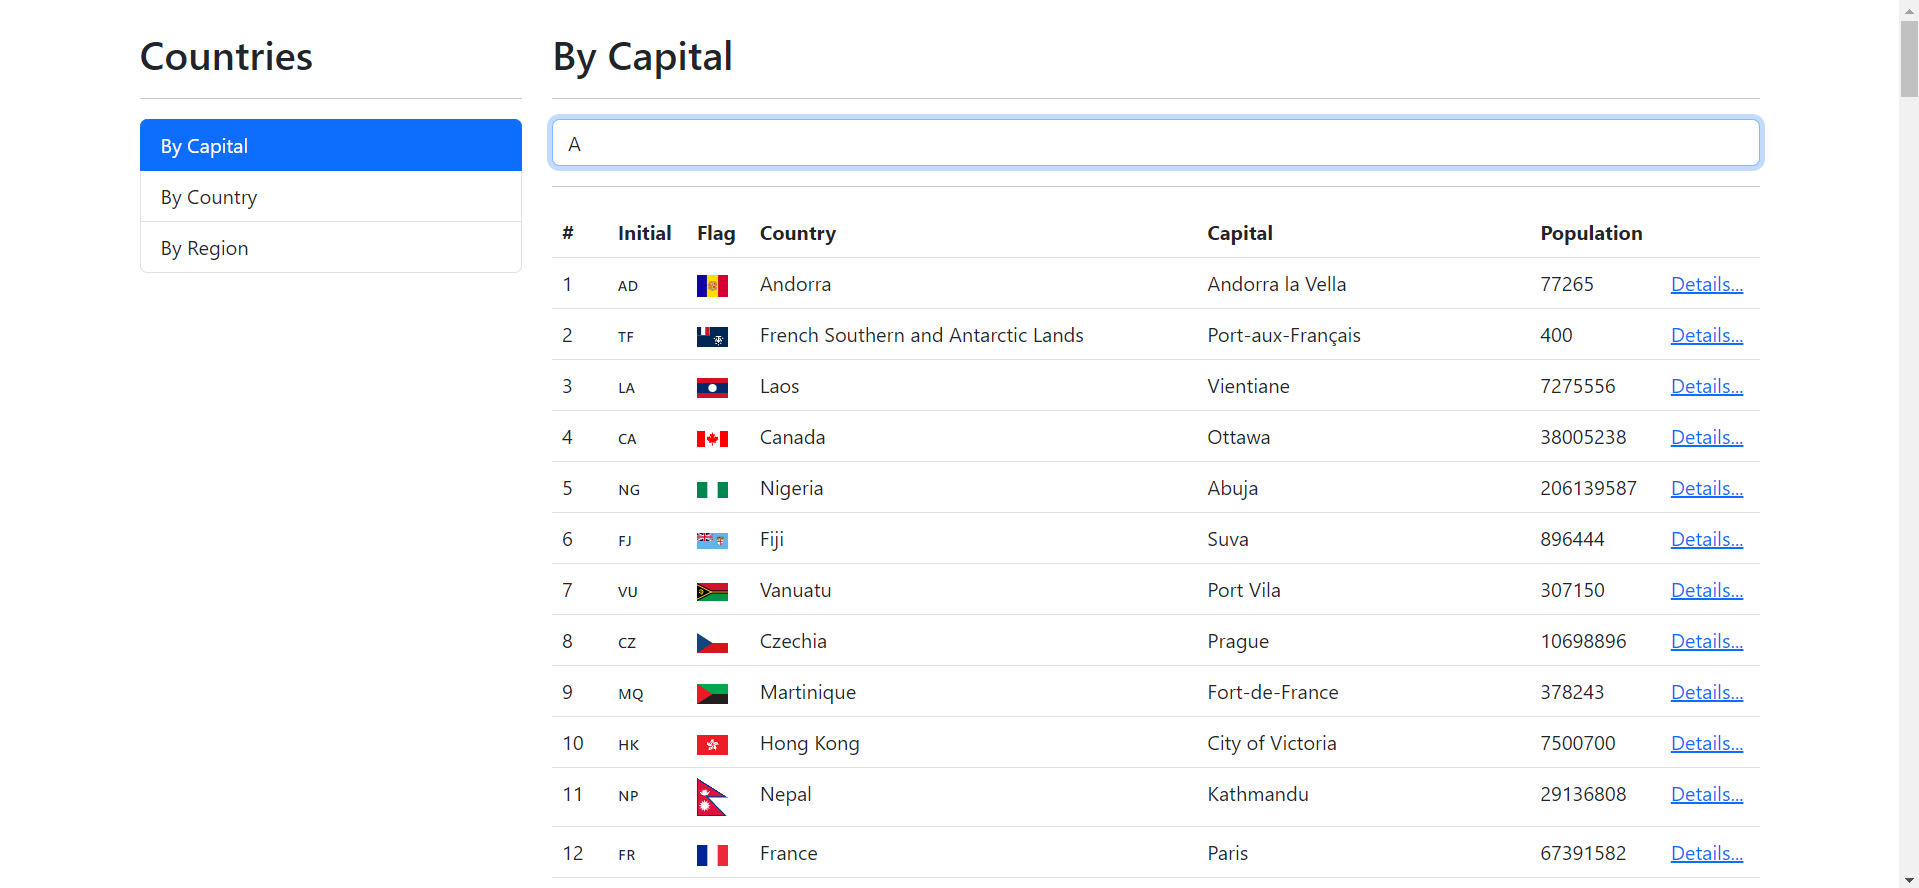 Countries
By Capital
By Country
By Region
By Capital
A
# Initial Flag Country Capital Population
1 AD Andorra Andorra la Vella 77265 Details...
2 TF French Southern and Antarctic Lands Port-aux-Français 400 Details...
3 LA Laos Vientiane 7275556 Details...
4 CA Canada Ottawa 38005238 Details...
5 NG Nigeria Abuja 206139587 Details...
6 FJ Fiji Suva 896444 Details...
7 VU Vanuatu Port Vila 307150 Details...
8 CZ Czechia Prague 10698896 Details...
9 MQ Martinique Fort-de-France 378243 Details...
10 HK Hong Kong City of Victoria 7500700 Details...
11 NP Nepal Kathmandu 29136808 Details...
12 FR France Paris 67391582 Details...